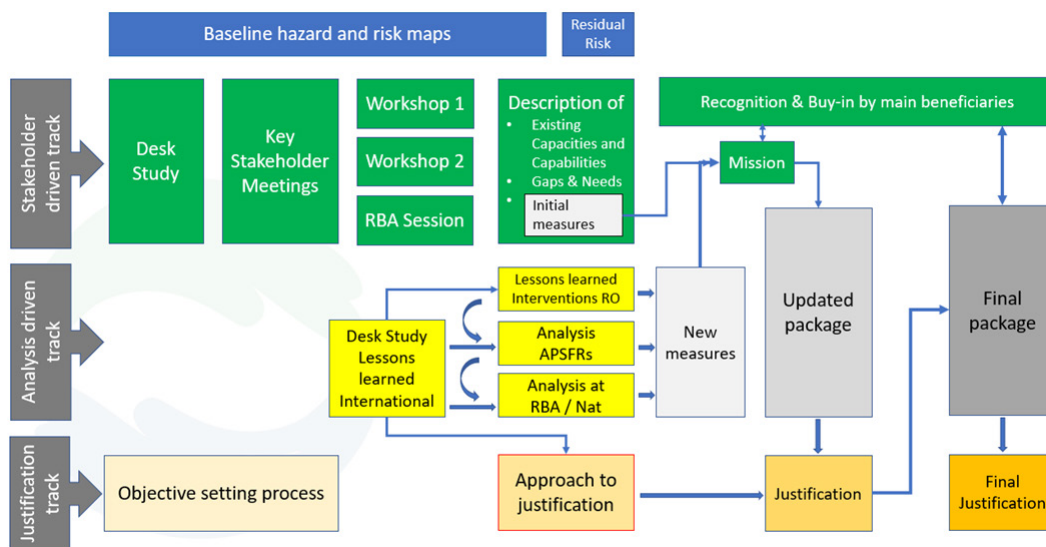 Baseline hazard and risk maps
Residual
Risk
Stakeholder
driven track
Desk
Study
Key
Stakeholder
Meetings
Workshop 1
Workshop 2
RBA Session
Description of
• Existing
Capacities and
Capabilities
• Gaps & Needs
•
Initial
measures
Recognition & Buy-in by main beneficiaries
Mission
Analysis driven
track
Desk Study
Lessons
learned
International
Lessons learned
Interventions RO
Analysis
APSFRs
Analysis at
RBA / Nat
New
measures
Updated
package
Final
package
Justification
track
Objective setting process
Approach to
justification
Justification
Final
Justification